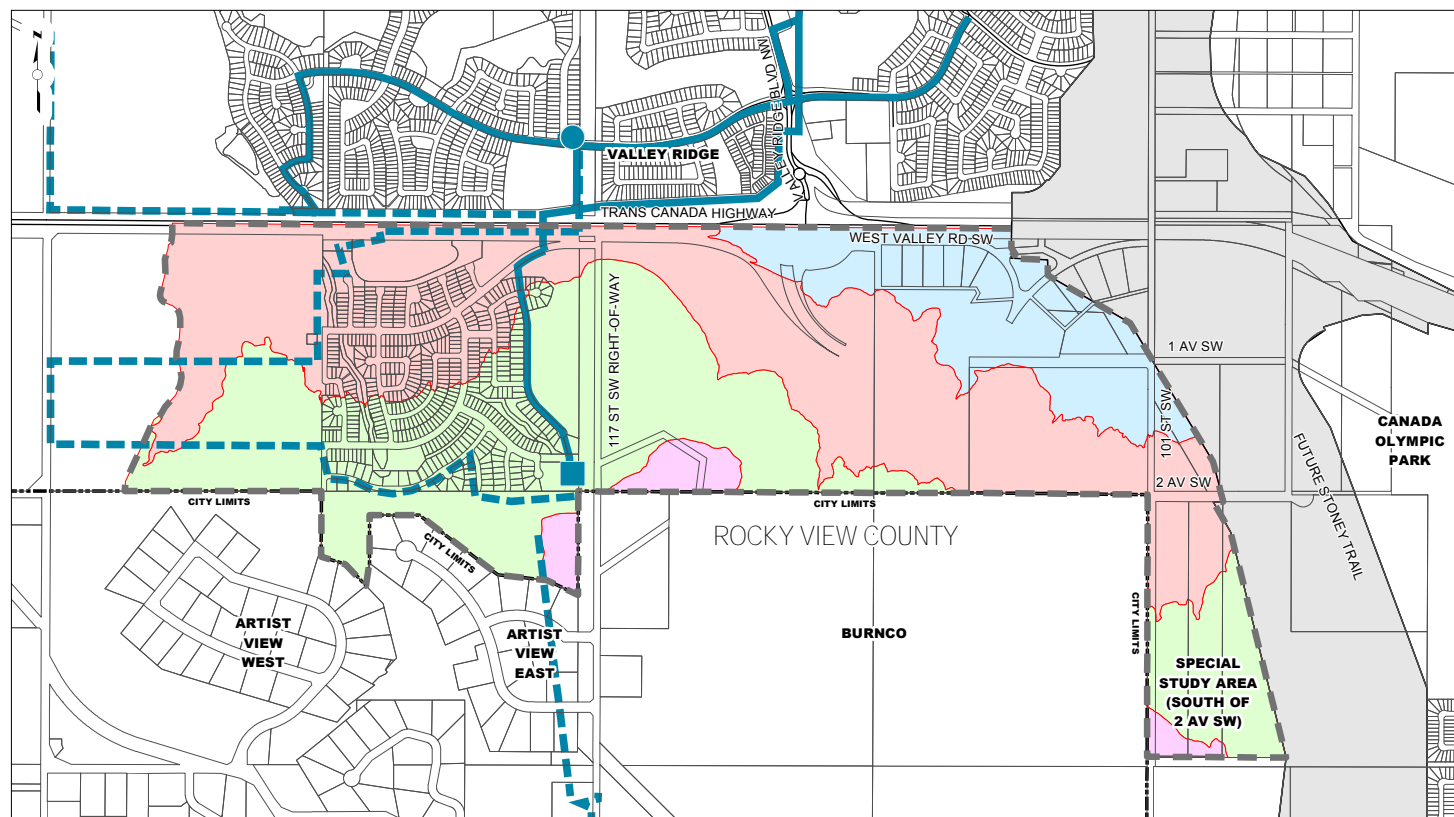 VALLEY RIDGE BLVD NW
VALLEY RIDGE
TRANS CANADA HIGHWAY
WEST VALLEY RD SW
117 ST SW RIGHT-OF-WAY
1 AV SW
101 ST SW
CANADA
OLYMPIC
PARK
FUTURE STONEY TRAIL
2 AV SW
CITY LIMITS
CITY LIMITS
CITY LIMITS
ROCKY VIEW COUNTY
CITY LIMITS
ARTIST
VIEW
WEST
ARTIST
VIEW
EAST
BURNCO
SPECIAL
STUDY AREA
(SOUTH OF
2 AV SW)